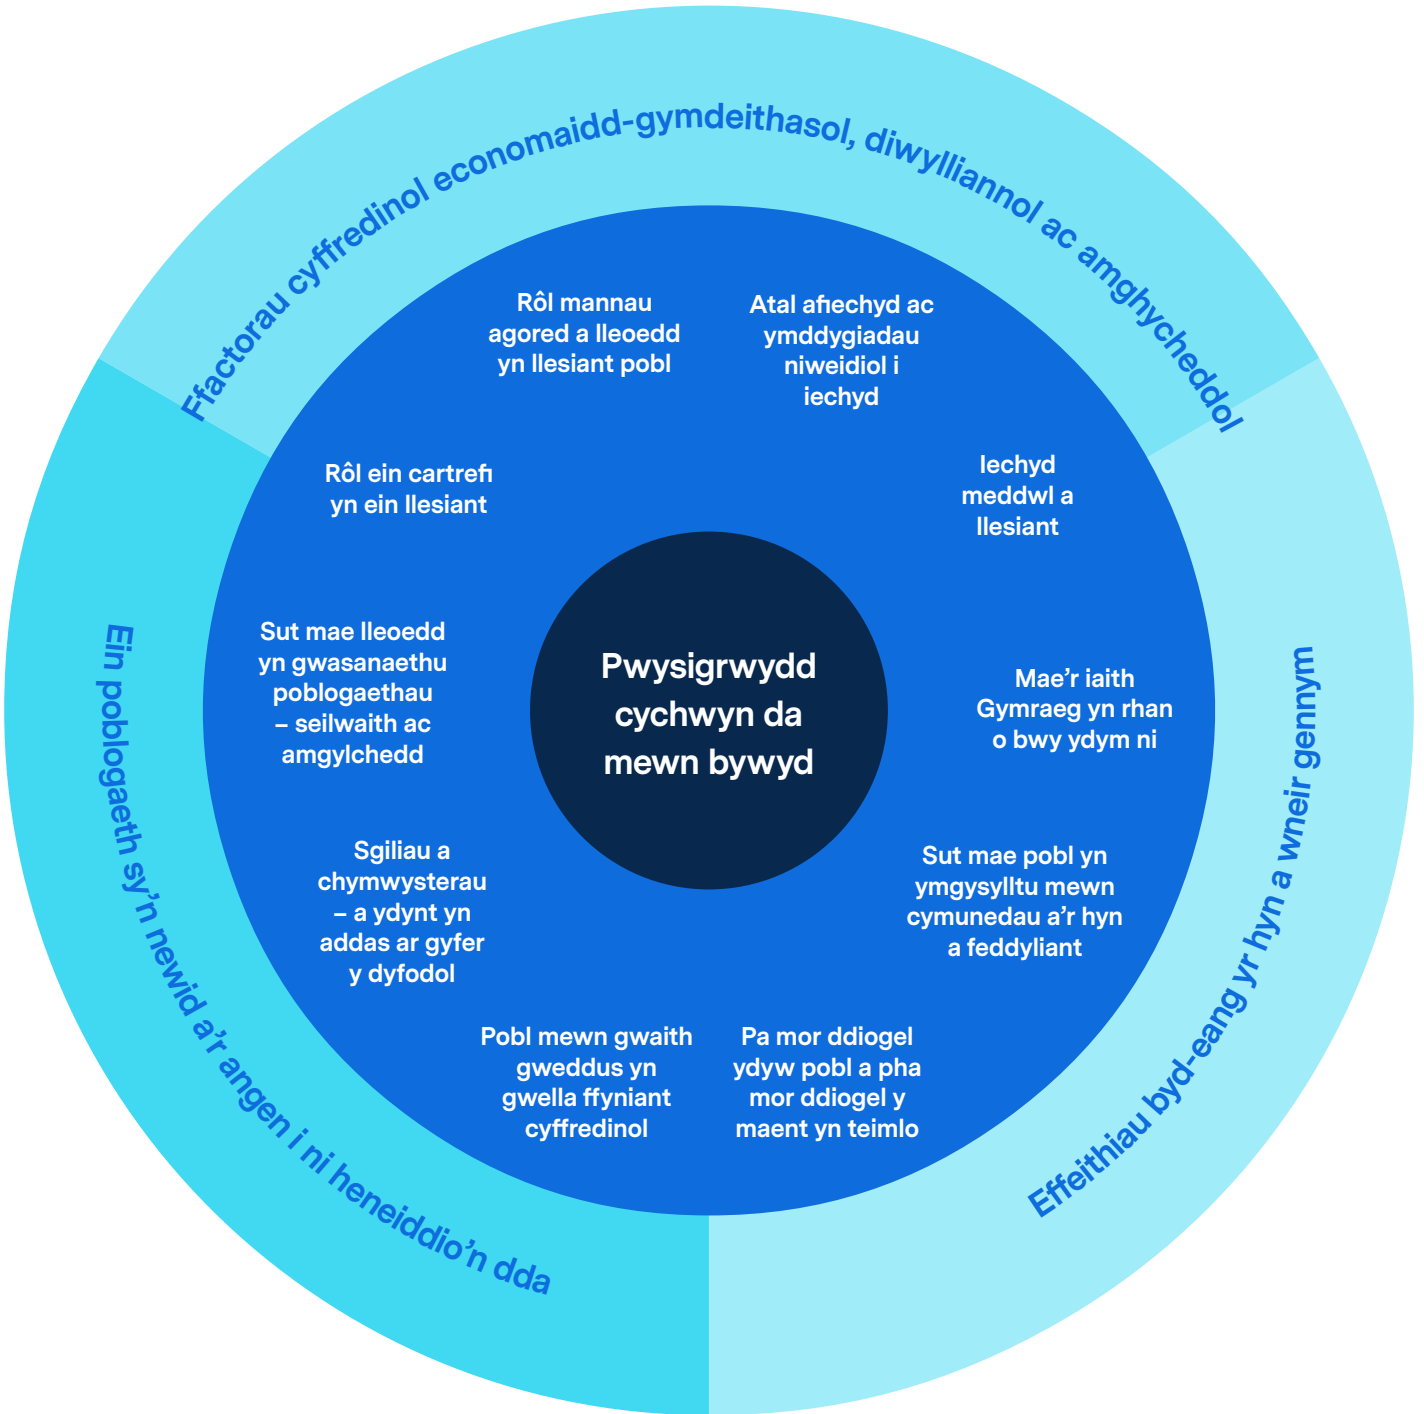 Ffactorau cyffredinol economaidd-gymdeithasol, diwylliannol ac amghycheddol
Rôl mannau
agored a lleoedd
yn llesiant pobl
Atal afiechyd ac
ymddygiadau
niweidiol i
iechyd
Iechyd
meddwl a
llesiant
Mae’r iaith
Gymraeg yn rhan
o bwy ydym ni
Sut mae pobl yn
ymgysylltu mewn
cymunedau a’r hyn
a feddyliant
Pa mor ddiogel
ydyw pobl a pha
mor ddiogel y
maent yn teimlo
Pobl mewn gwaith
gweddus yn
gwella ffyniant
cyffredinol
Sgiliau a
chymwysterau
– a ydynt yn
addas ar gyfer
y dyfodol
Sut mae lleoedd
yn gwasanaethu
poblogaethau
– seilwaith ac
amgylchedd
Rôl ein cartrefi
yn ein llesiant
Pwysigrwydd
cychwyn da
mewn bywyd
Effeithiau byd-eang yr hyn a wneir gennym
Ein poblogaeth sy’n newid a’r angen i ni heneiddio’n dda